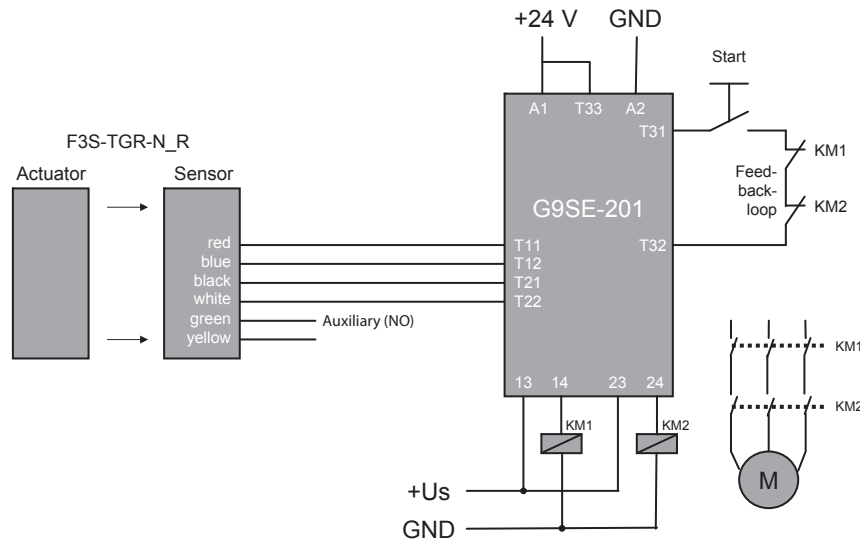 +24 V
GND
Start
A1
T33
A2
T31
F3S-TGR-N_R
Actuator
Sensor
KM1
Feed-
back-
loop
KM2
G9SE-201
red
blue
black
white
green
yellow
T11
T12
T21
T22
T32
Auxiliary (NO)
13
14
23
24
KM1
KM2
KM1
KM2
M
+Us
GND